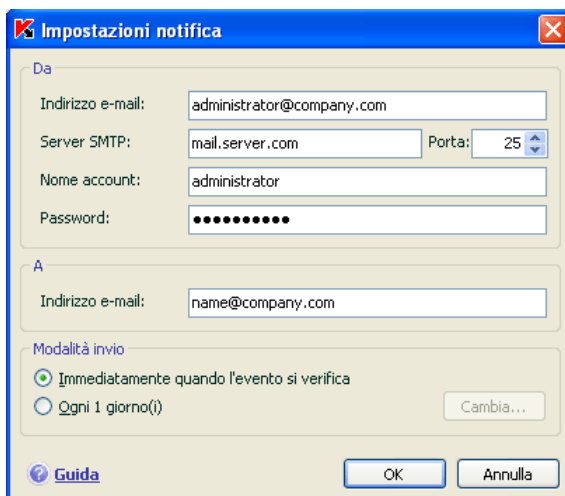 Impostazioni notifica
Da
Indirizzo e-mail: administrator@company.com
Server SMTP: mail.server.com Porta: 25
Nome account: administrator
Password: ●●●●●●●●●●
A
Indirizzo e-mail: name@company.com
Modalità invio
Immediatamente quando l'evento si verifica
Ogni 1 giorno(i) Cambia...
Guida OK Annulla